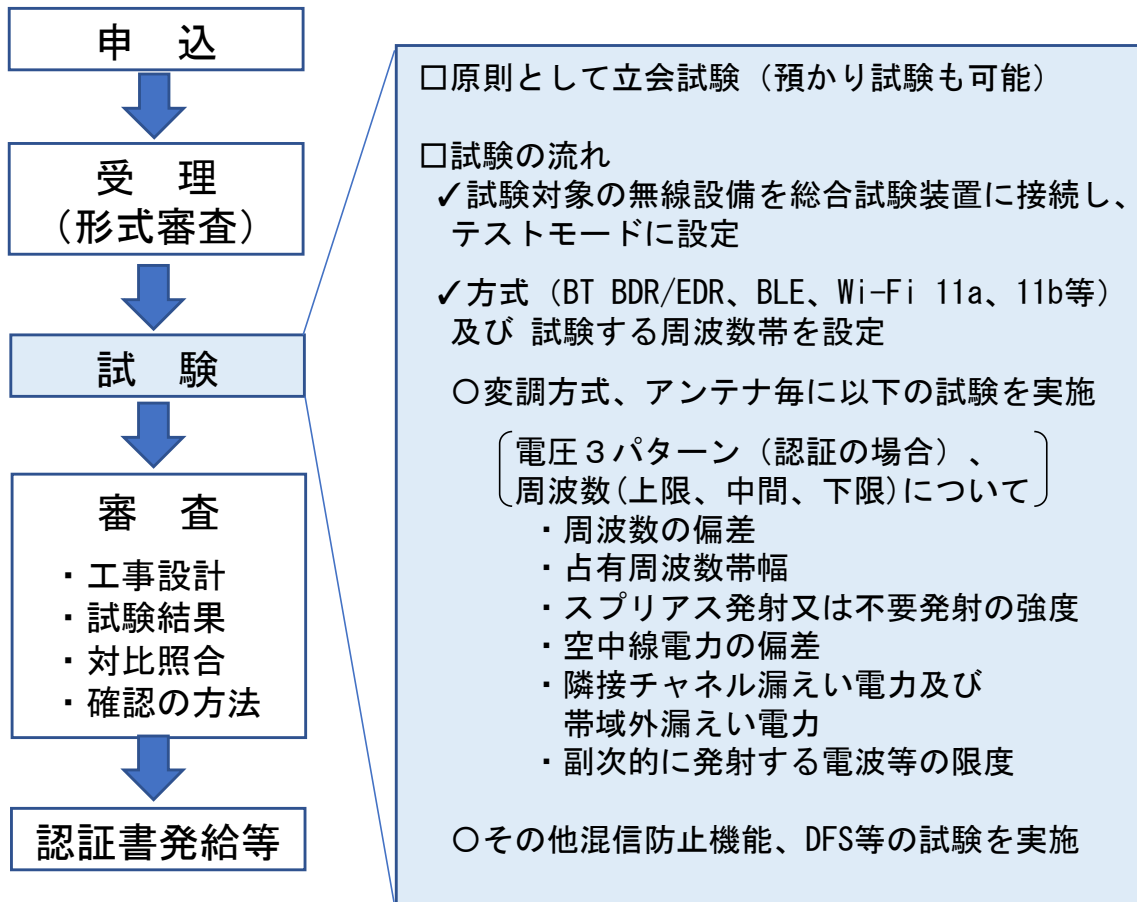 申　込
受　理
（形式審査）
試　験
審　査
・工事設計
・試験結果
・対比照合
・確認の方法
認証書発給等
□原則として立会試験（預かり試験も可能）
□試験の流れ
✓試験対象の無線設備を総合試験装置に接続し、
テストモードに設定
✓方式（BT BDR/EDR、BLE、Wi-Fi 11a、11b等）
及び 試験する周波数帯を設定
○変調方式、アンテナ毎に以下の試験を実施
電圧３パターン（認証の場合）、
周波数(上限、中間、下限)について
・周波数の偏差
・占有周波数帯幅
・スプリアス発射又は不要発射の強度
・空中線電力の偏差
・隣接チャネル漏えい電力及び
帯域外漏えい電力
・副次的に発射する電波等の限度
○その他混信防止機能、DFS等の試験を実施